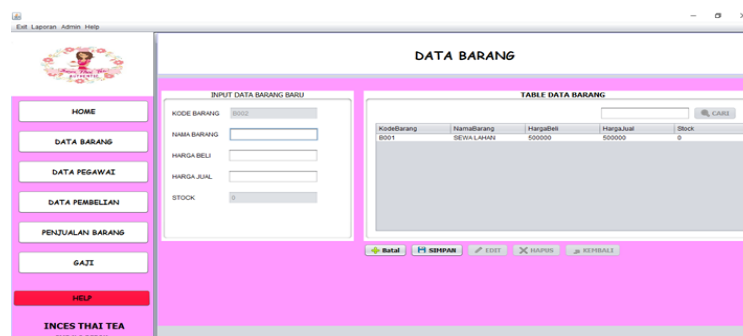 Exit Laporan Admin Help
DATA BARANG
INPUT DATA BARANG BARU
TABLE DATA BARANG
HOME
DATA BARANG
DATA PEGAWAI
DATA PEMBELIAN
PENJUALAN BARANG
GAJI
HELP
INCES THAI TEA
KODE BARANG B002
NAMA BARANG
HARGA BELI
HARGA JUAL
STOCK 0
CARI
KodeBarang NamaBarang HargaBeli HargaJual Stock
B001 SEWA LAHAN 500000 500000 0
Batal SIMPAN EDIT HAPUS KEMBALI